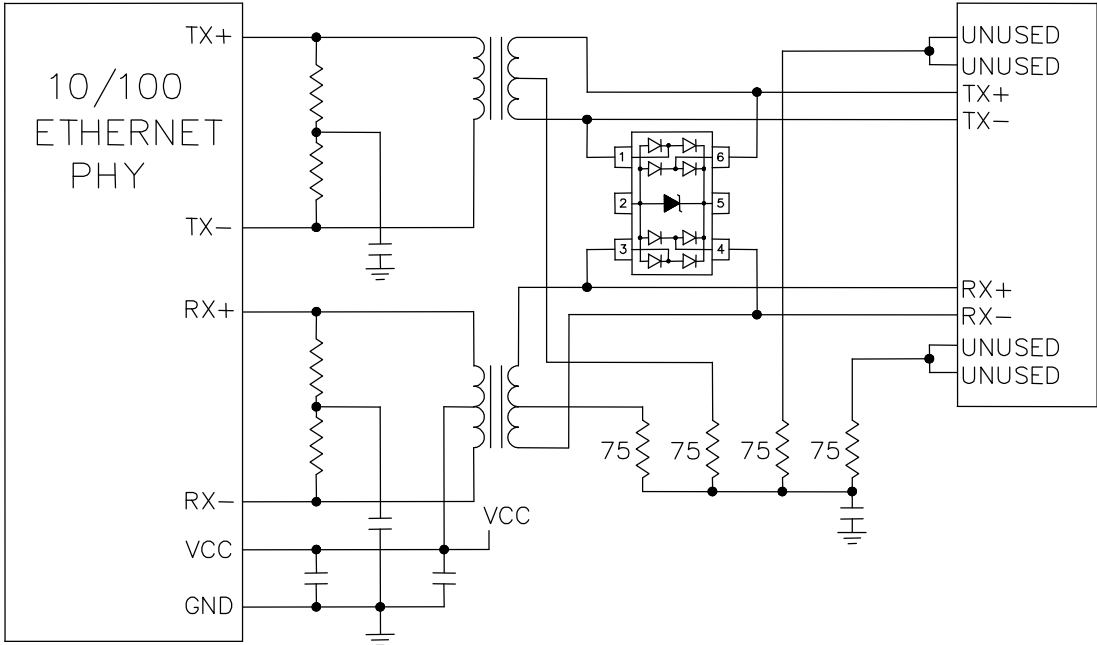 10/100
ETHERNET
PHY
TX+
TX-
RX+
RX-
VCC
GND
VCC
1
2
3
6
5
4
75
75
75
75
UNUSED
UNUSED
TX+
TX-
RX+
RX-
UNUSED
UNUSED